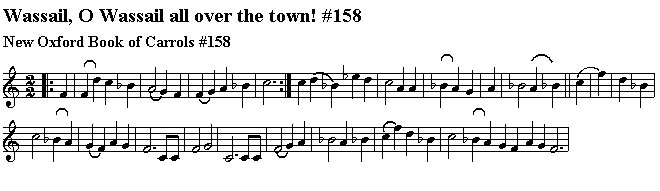 Wassail, O Wassail all over the town! #158
New Oxford Book of Carrols #158